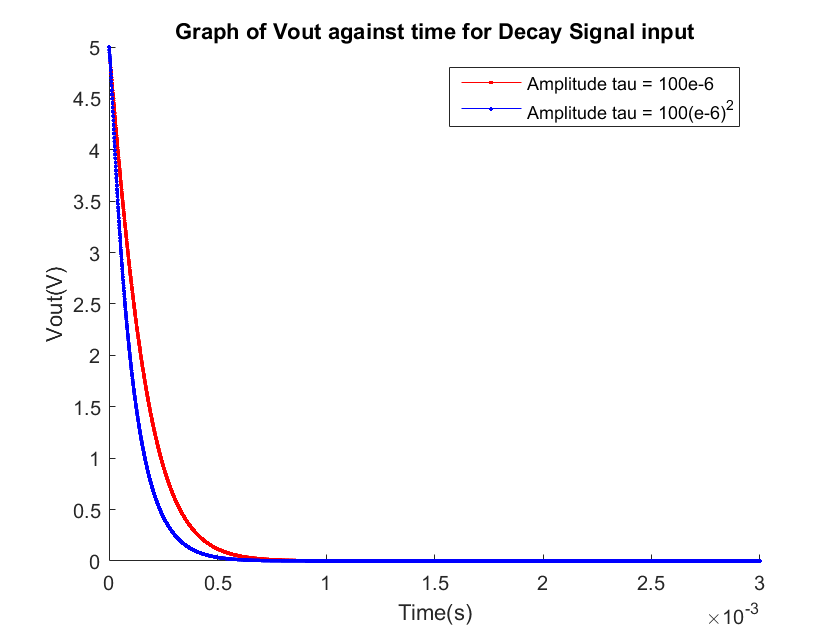 Graph of Vout against time for Decay Signal input
Amplitude tau = 100e-6
Amplitude tau = 100(e-6)²
5
4.5
4
3.5
3
2.5
2
1.5
1
0.5
0
Vout(V)
0 0.5 1 1.5 2 2.5 3
Time(s)
×10⁻³